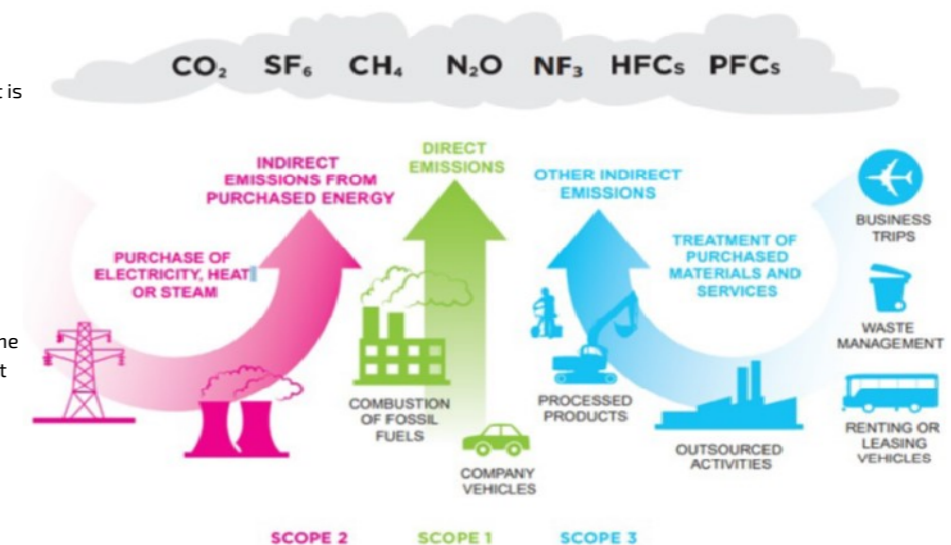 CO₂ SF₆ CH₄ N₂O NF₃ HFCs PFCs
is
INDIRECT
EMISSIONS FROM
PURCHASED ENERGY
DIRECT
EMISSIONS
OTHER INDIRECT
EMISSIONS
PURCHASE OF
ELECTRICITY, HEAT
OR STEAM
TREATMENT OF
PURCHASED
MATERIALS AND
SERVICES
BUSINESS
TRIPS
WASTE
MANAGEMENT
COMBUSTION
OF FOSSIL
FUELS
COMPANY
VEHICLES
PROCESSED
PRODUCTS
OUTSOURCED
ACTIVITIES
RENTING OR
LEASING
VEHICLES
SCOPE 2 SCOPE 1 SCOPE 3